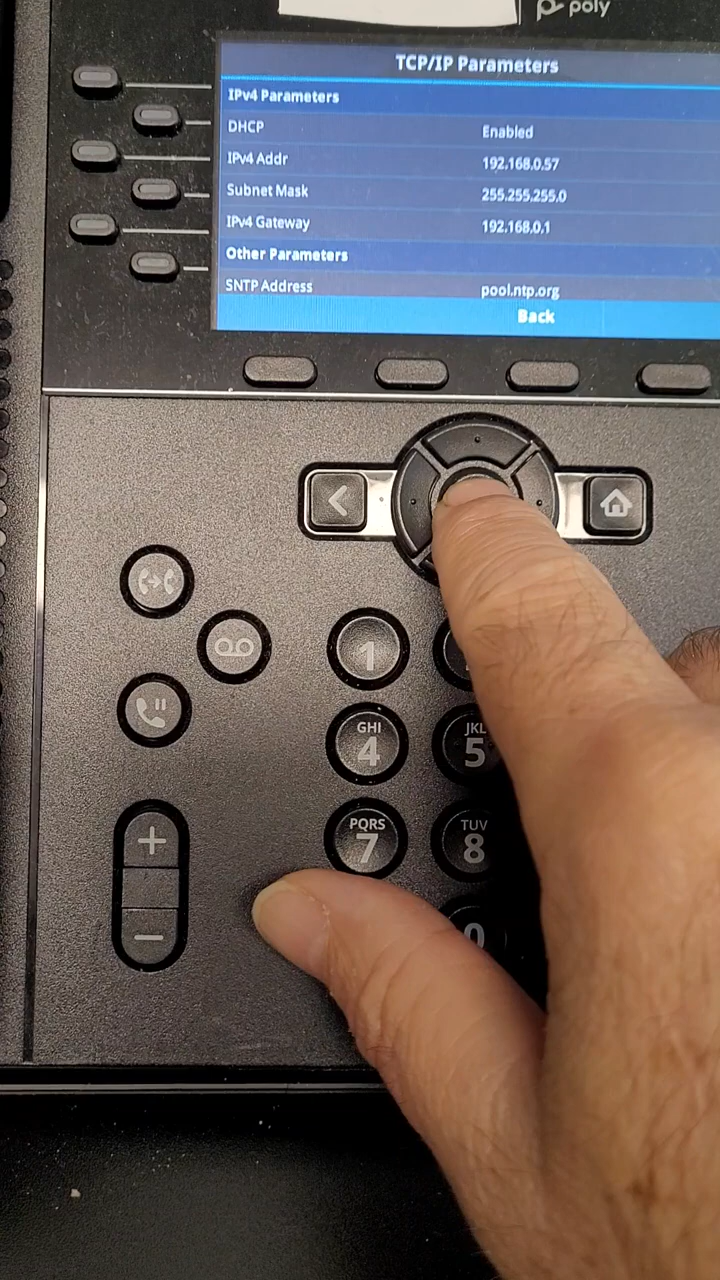 poly
TCP/IP Parameters
IPv4 Parameters
DHCP Enabled
IPv4 Addr 192.168.0.57
Subnet Mask 255.255.255.0
IPv4 Gateway 192.168.0.1
Other Parameters
SNTP Address pool.ntp.org
Back
1
GHI JKL
4 5
PQRS TUV
7 8
0
+
-